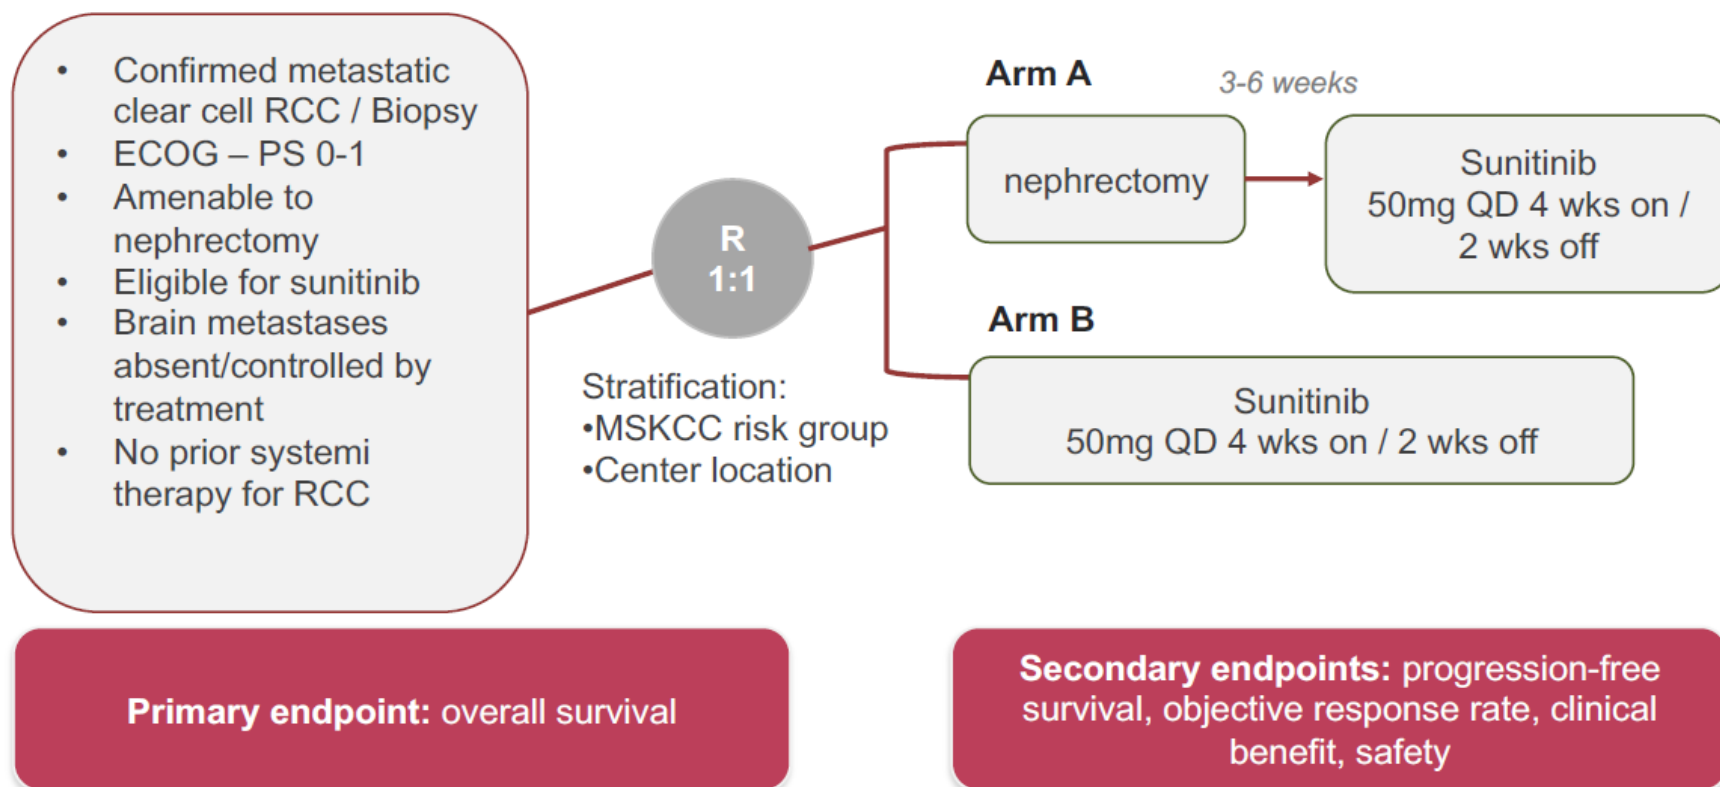 • Confirmed metastatic
clear cell RCC / Biopsy
• ECOG – PS 0-1
• Amenable to
nephrectomy
• Eligible for sunitinib
• Brain metastases
absent/controlled by
treatment
• No prior systemi
therapy for RCC
R
1:1
Stratification:
•MSKCC risk group
•Center location
Arm A
3-6 weeks
nephrectomy
Sunitinib
50mg QD 4 wks on /
2 wks off
Arm B
Sunitinib
50mg QD 4 wks on / 2 wks off
Primary endpoint: overall survival
Secondary endpoints: progression-free
survival, objective response rate, clinical
benefit, safety